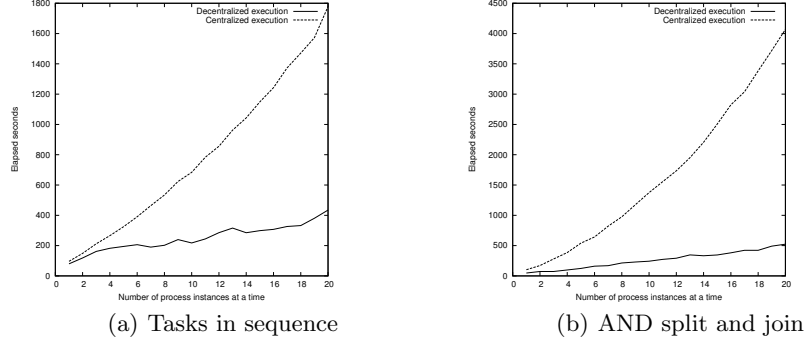 1800
1600
1400
1200
1000
800
600
400
200
0
Elapsed seconds
Decentralized execution
Centralized execution
0 2 4 6 8 10 12 14 16 18 20
Number of process instances at a time
(a) Tasks in sequence
4500
4000
3500
3000
2500
2000
1500
1000
500
0
Elapsed seconds
Decentralized execution
Centralized execution
0 2 4 6 8 10 12 14 16 18 20
Number of process instances at a time
(b) AND split and join